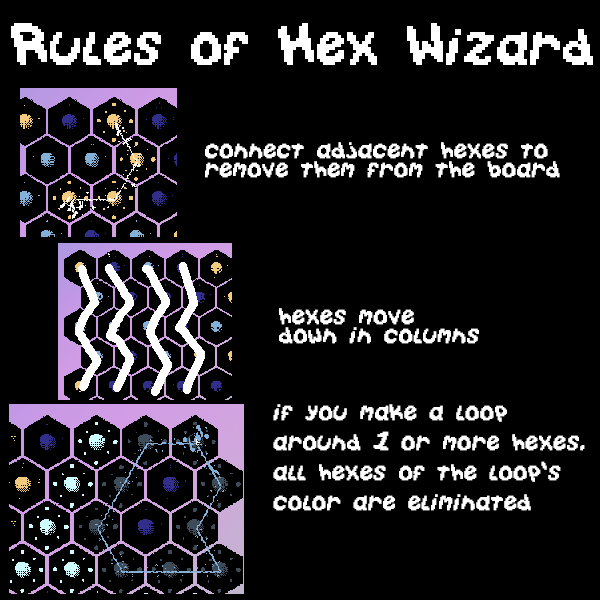 Rules of Hex Wizard
connect adjacent hexes to
remove them from the board
hexes move
down in columns
if you make a loop
around 1 or more hexes.
all hexes of the loop's
color are eliminated